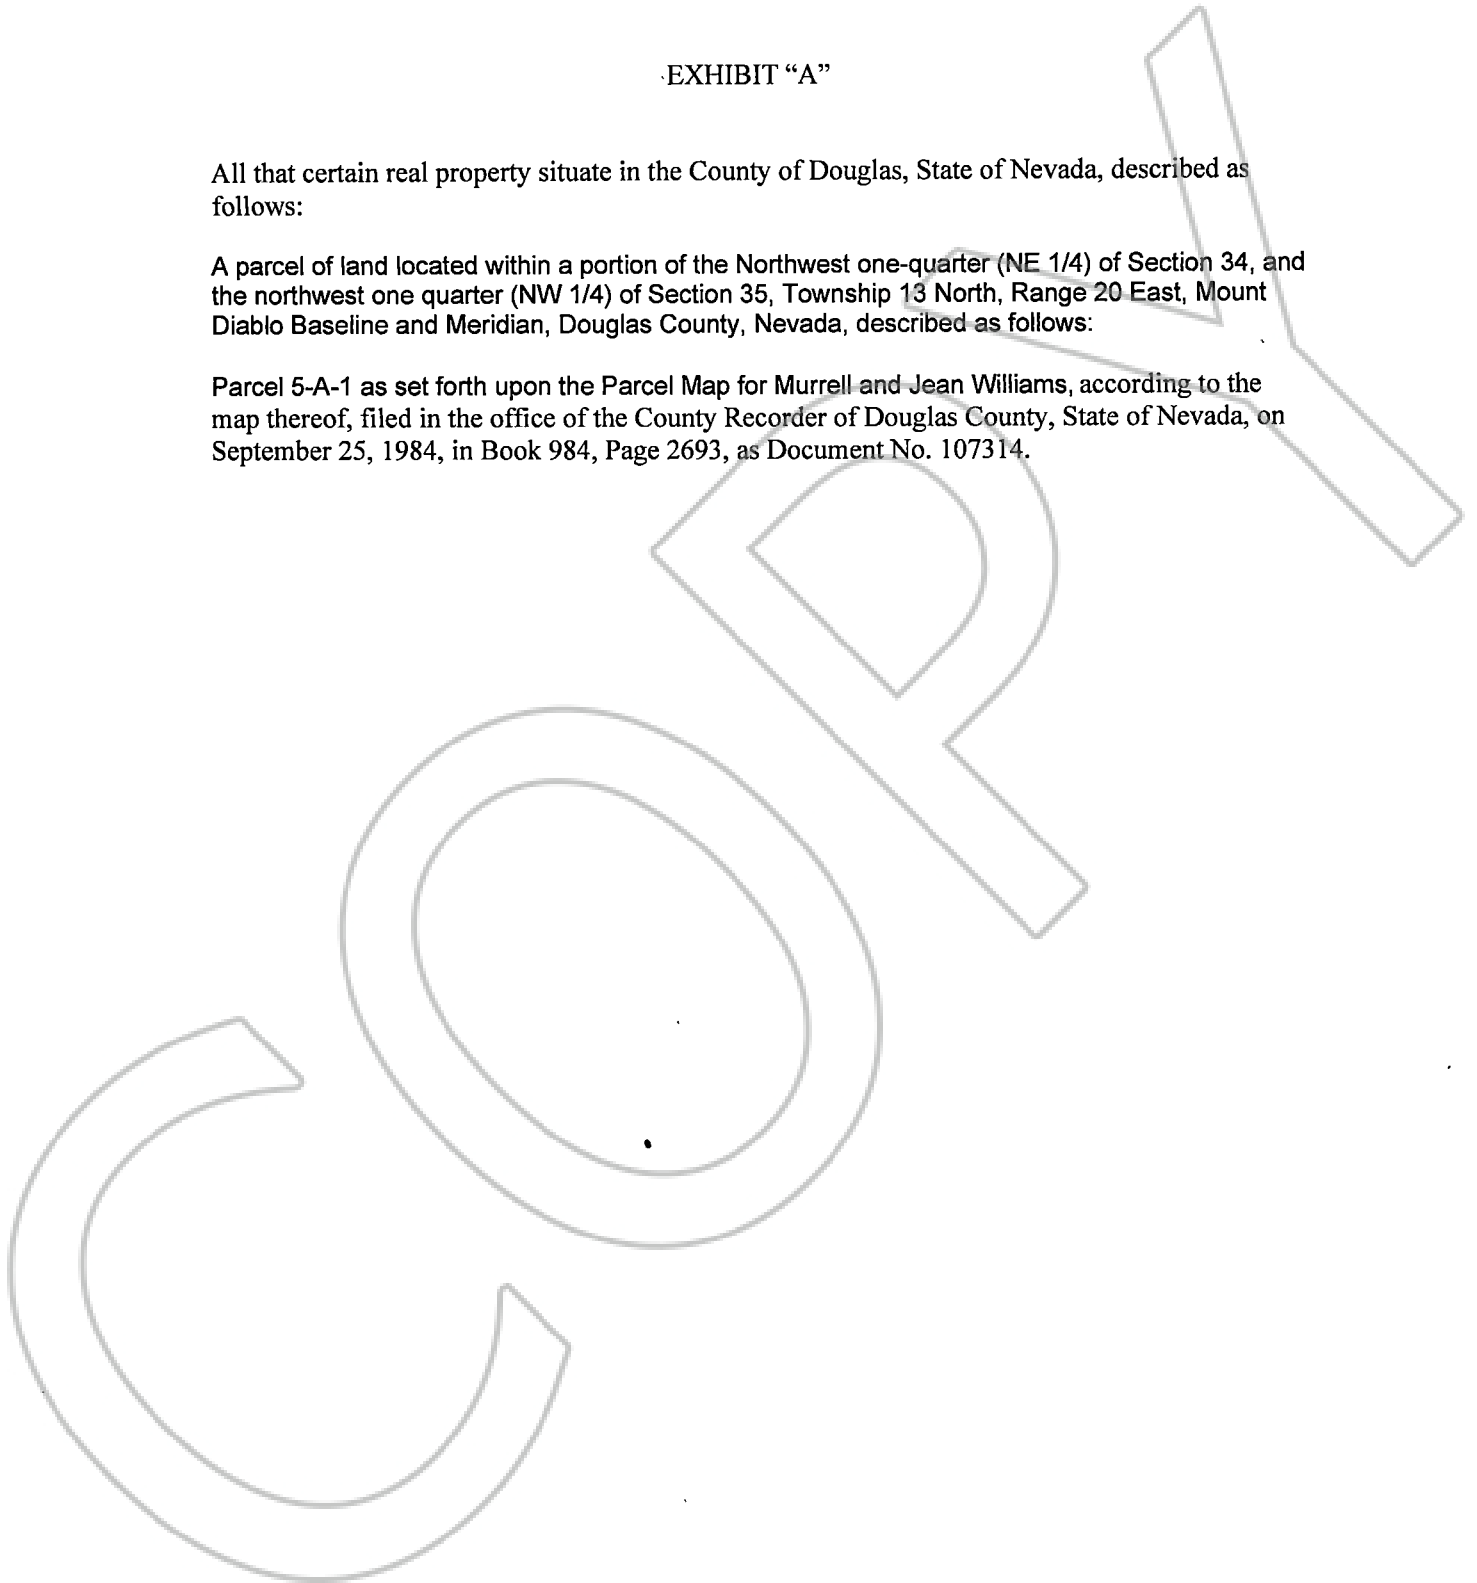 EXHIBIT “A”
All that certain real property situate in the County of Douglas, State of Nevada, described as
follows:
A parcel of land located within a portion of the Northwest one-quarter (NE 1/4) of Section 34, and
the northwest one quarter (NW 1/4) of Section 35, Township 13 North, Range 20 East, Mount
Diablo Baseline and Meridian, Douglas County, Nevada, described as follows:
Parcel 5-A-1 as set forth upon the Parcel Map for Murrell and Jean Williams, according to the
map thereof, filed in the office of the County Recorder of Douglas County, State of Nevada, on
September 25, 1984, in Book 984, Page 2693, as Document No. 107314.
COPY